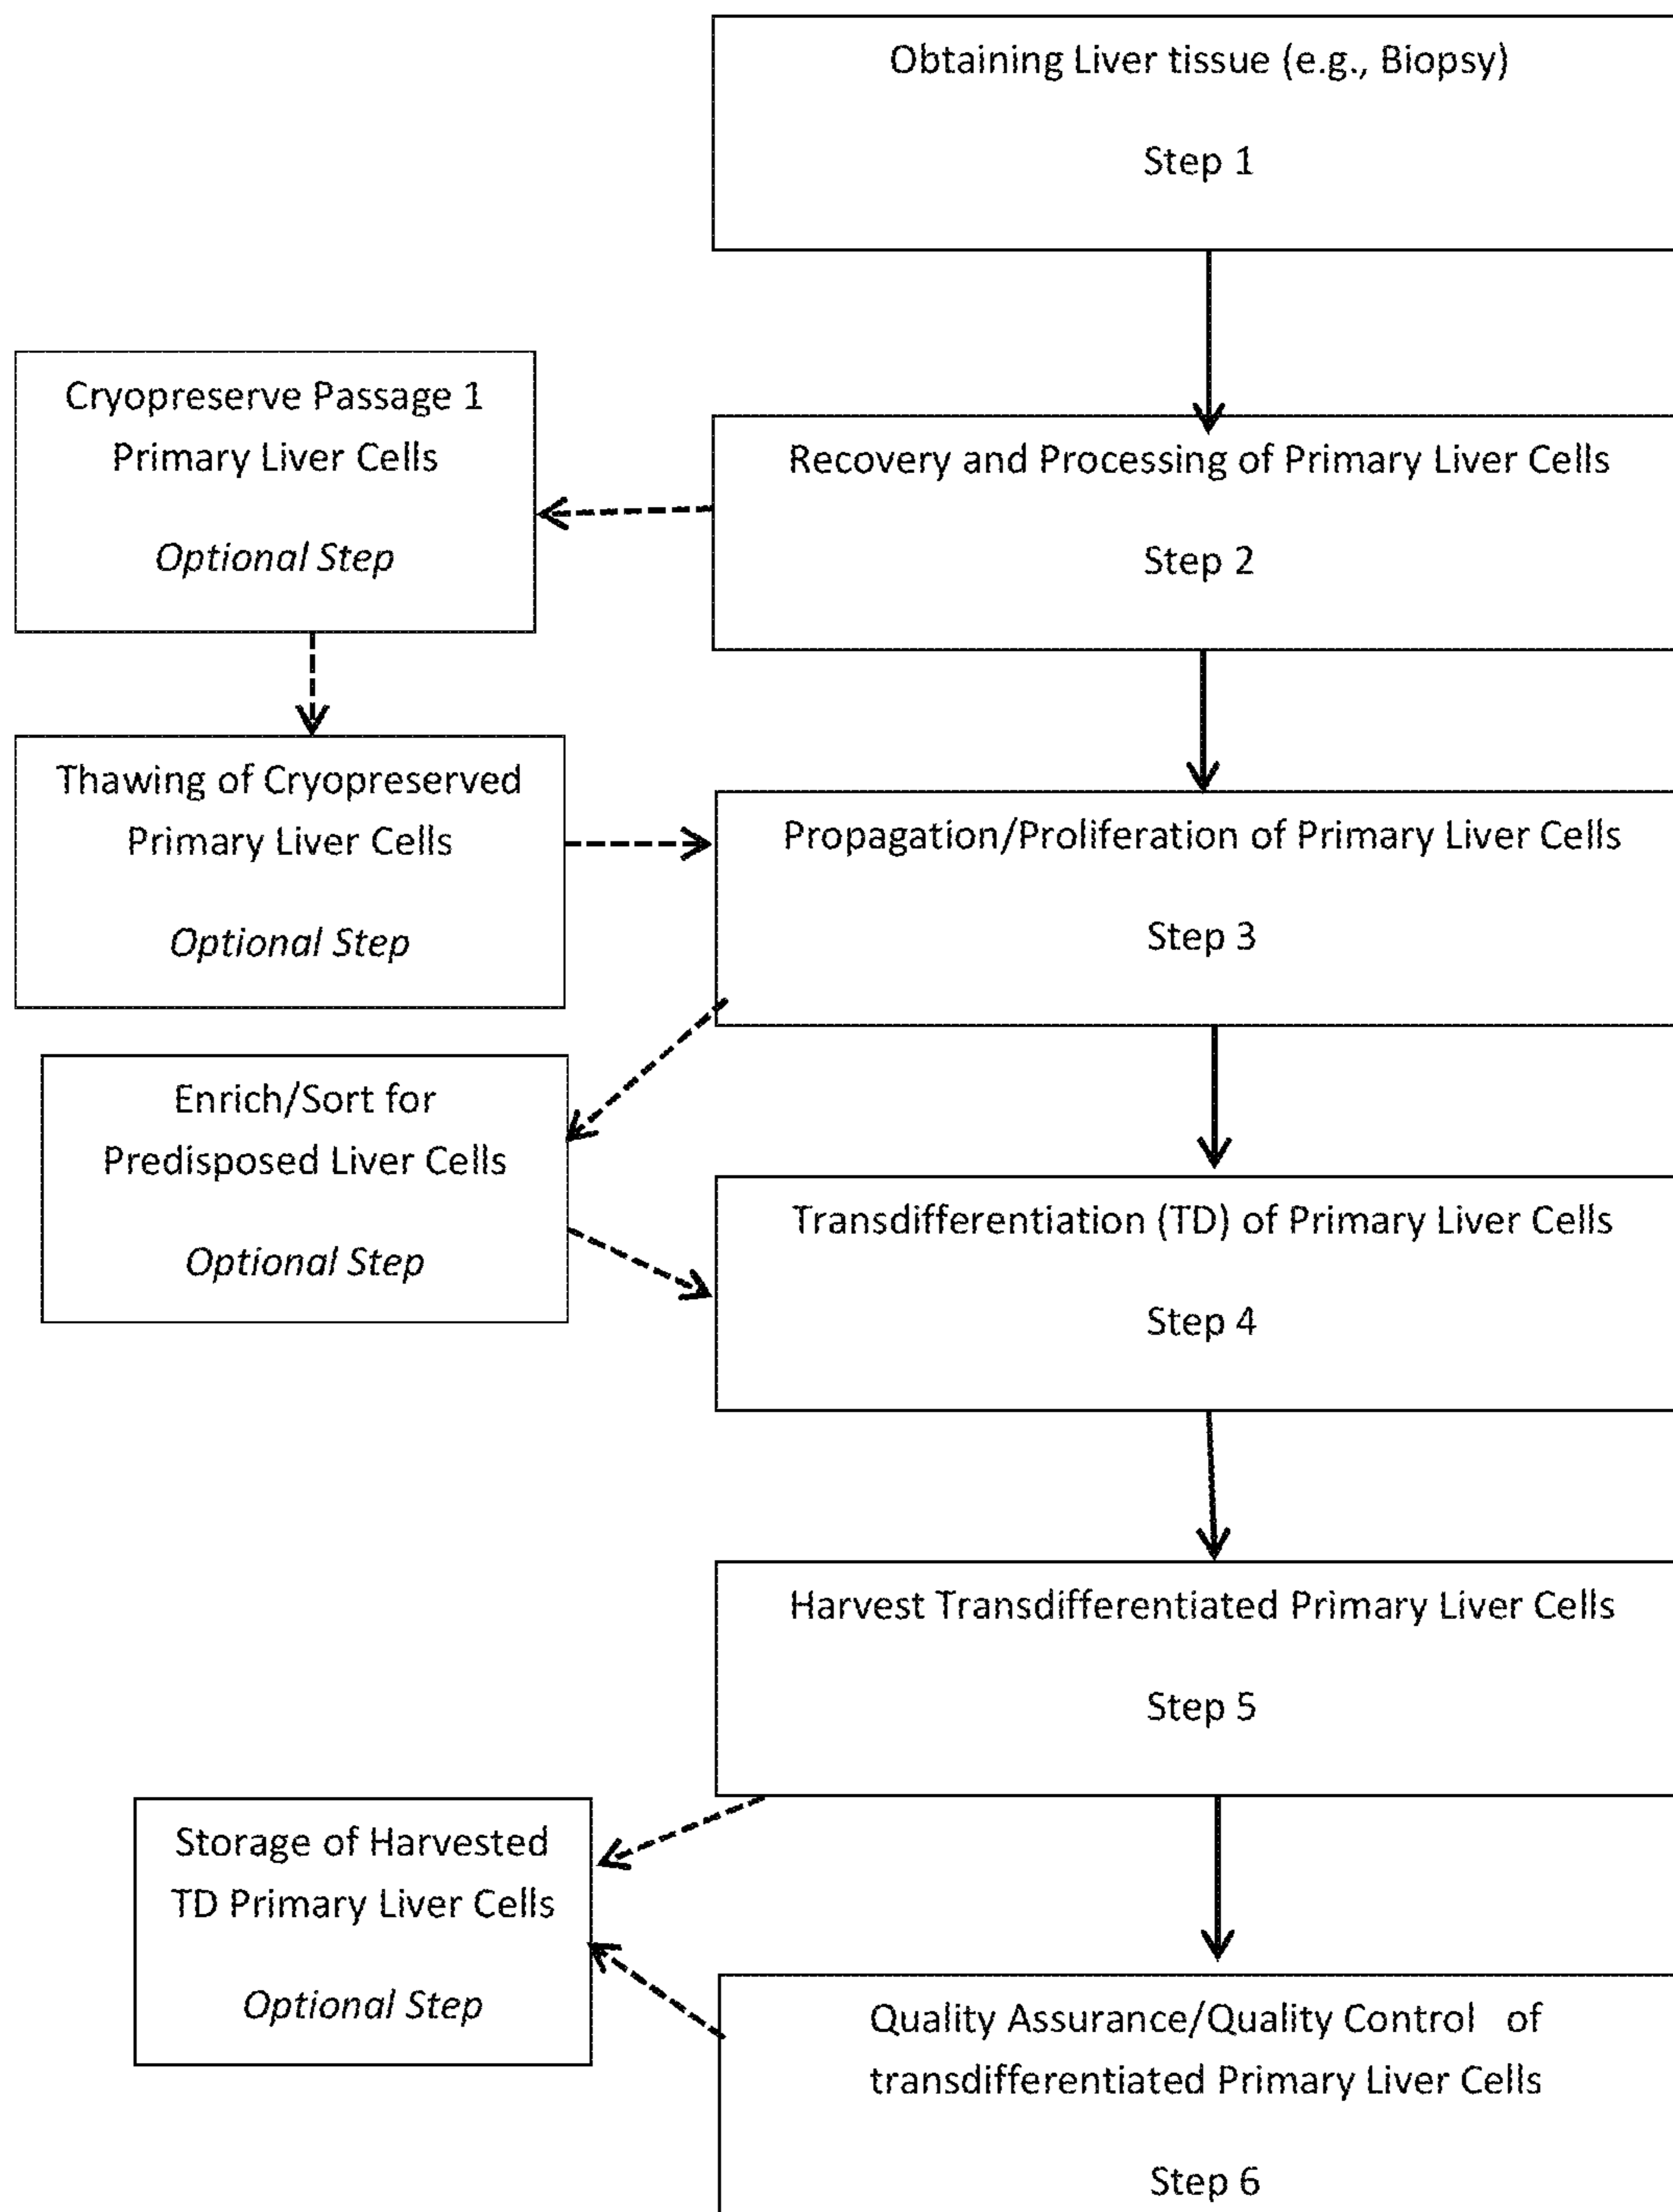 Obtaining Liver tissue (e.g., Biopsy)
Step 1
Cryopreserve Passage 1
Primary Liver Cells
Optional Step
Recovery and Processing of Primary Liver Cells
Step 2
Thawing of Cryopreserved
Primary Liver Cells
Optional Step
Propagation/Proliferation of Primary Liver Cells
Step 3
Enrich/Sort for
Predisposed Liver Cells
Optional Step
Transdifferentiation (TD) of Primary Liver Cells
Step 4
Harvest Transdifferentiated Primary Liver Cells
Step 5
Storage of Harvested
TD Primary Liver Cells
Optional Step
Quality Assurance/Quality Control of
transdifferentiated Primary Liver Cells
Step 6